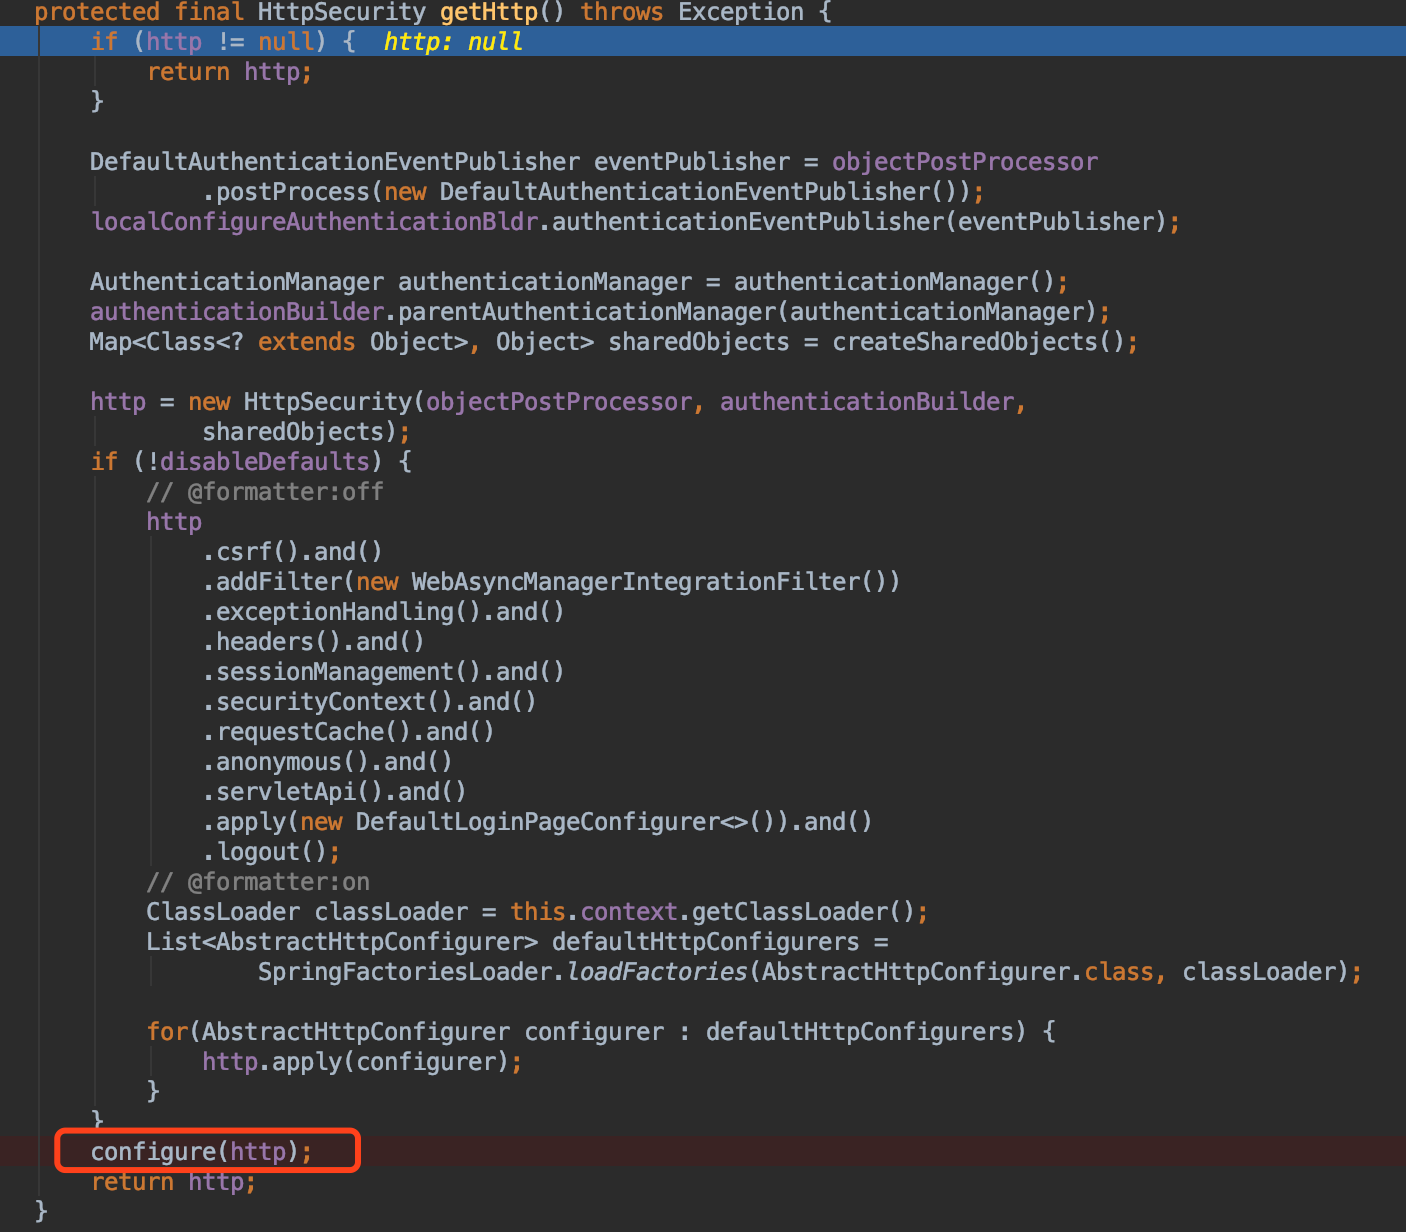 protected final HttpSecurity getHttp() throws Exception {
if (http != null) {  http: null
return http;
}
DefaultAuthenticationEventPublisher eventPublisher = objectPostProcessor
.postProcess(new DefaultAuthenticationEventPublisher());
localConfigureAuthenticationBldr.authenticationEventPublisher(eventPublisher);
AuthenticationManager authenticationManager = authenticationManager();
authenticationBuilder.parentAuthenticationManager(authenticationManager);
Map<Class<? extends Object>, Object> sharedObjects = createSharedObjects();
http = new HttpSecurity(objectPostProcessor, authenticationBuilder,
sharedObjects);
if (!disableDefaults) {
// @formatter:off
http
.csrf().and()
.addFilter(new WebAsyncManagerIntegrationFilter())
.exceptionHandling().and()
.headers().and()
.sessionManagement().and()
.securityContext().and()
.requestCache().and()
.anonymous().and()
.servletApi().and()
.apply(new DefaultLoginPageConfigurer<>()).and()
.logout();
// @formatter:on
ClassLoader classLoader = this.context.getClassLoader();
List<AbstractHttpConfigurer> defaultHttpConfigurers =
SpringFactoriesLoader.loadFactories(AbstractHttpConfigurer.class, classLoader);
for(AbstractHttpConfigurer configurer : defaultHttpConfigurers) {
http.apply(configurer);
}
}
configure(http);
return http;
}